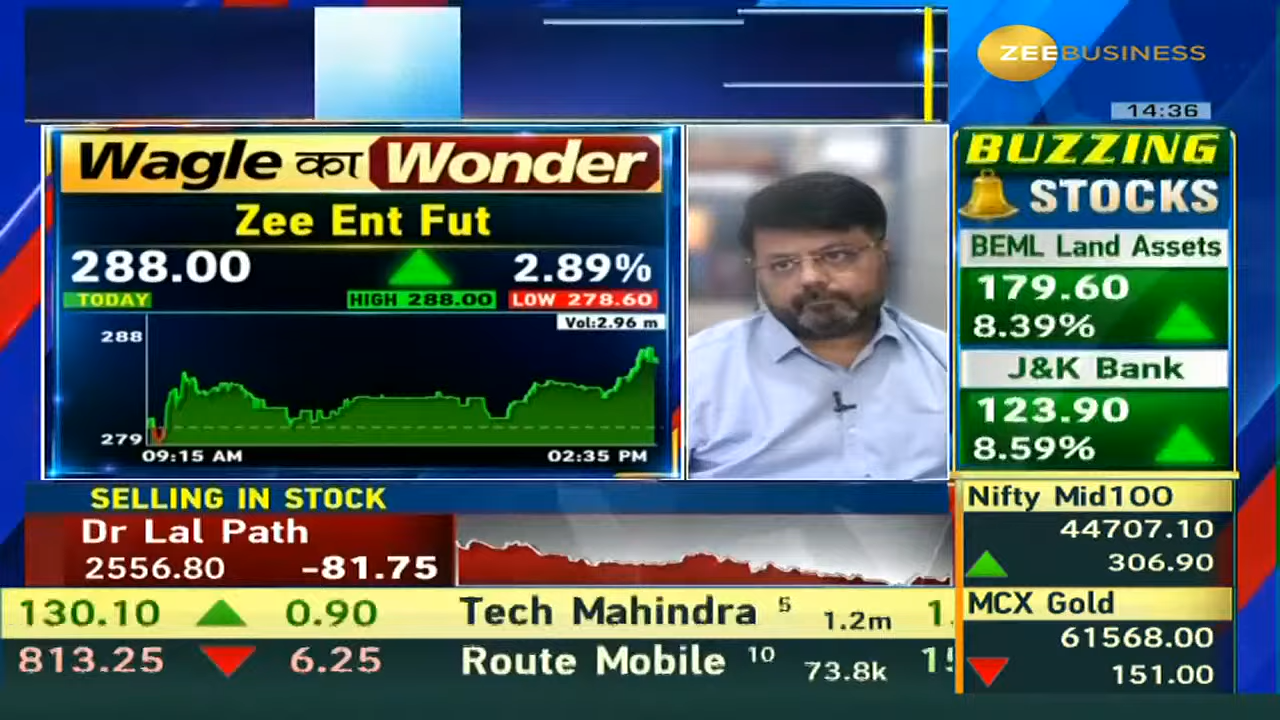 ZEEBUSINESS
14:36
Wagle का Wonder
Zee Ent Fut
288.00 2.89%
TODAY HIGH 288.00 LOW 278.60
Vol:2.96 m
288
279
09:15 AM 02:35 PM
BUZZING
STOCKS
BEML Land Assets
179.60
8.39%
J&K Bank
123.90
8.59%
SELLING IN STOCK
Dr Lal Path
2556.80 -81.75
Nifty Mid100
44707.10
306.90
MCX Gold
61568.00
151.00
130.10 0.90 Tech Mahindra 5 1.2m 1
813.25 6.25 Route Mobile 10 73.8k